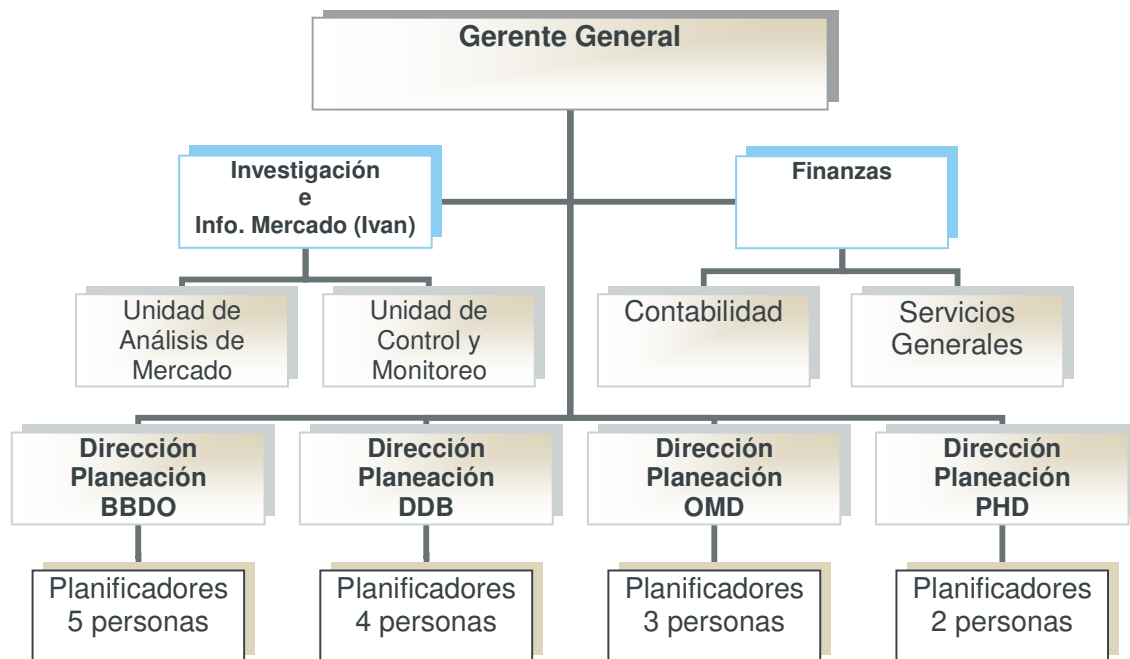 Gerente General
Investigación
e
Info. Mercado (Ivan)
Finanzas
Unidad de
Análisis de
Mercado
Unidad de
Control y
Monitoreo
Contabilidad
Servicios
Generales
Dirección
Planeación
BBDO
Dirección
Planeación
DDB
Dirección
Planeación
OMD
Dirección
Planeación
PHD
Planificadores
5 personas
Planificadores
4 personas
Planificadores
3 personas
Planificadores
2 personas